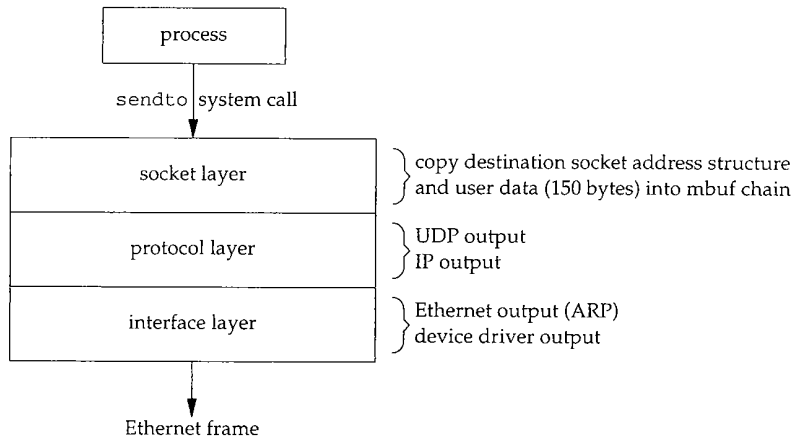 process
sendto system call
socket layer
copy destination socket address structure
and user data (150 bytes) into mbuf chain
protocol layer
UDP output
IP output
interface layer
Ethernet output (ARP)
device driver output
Ethernet frame